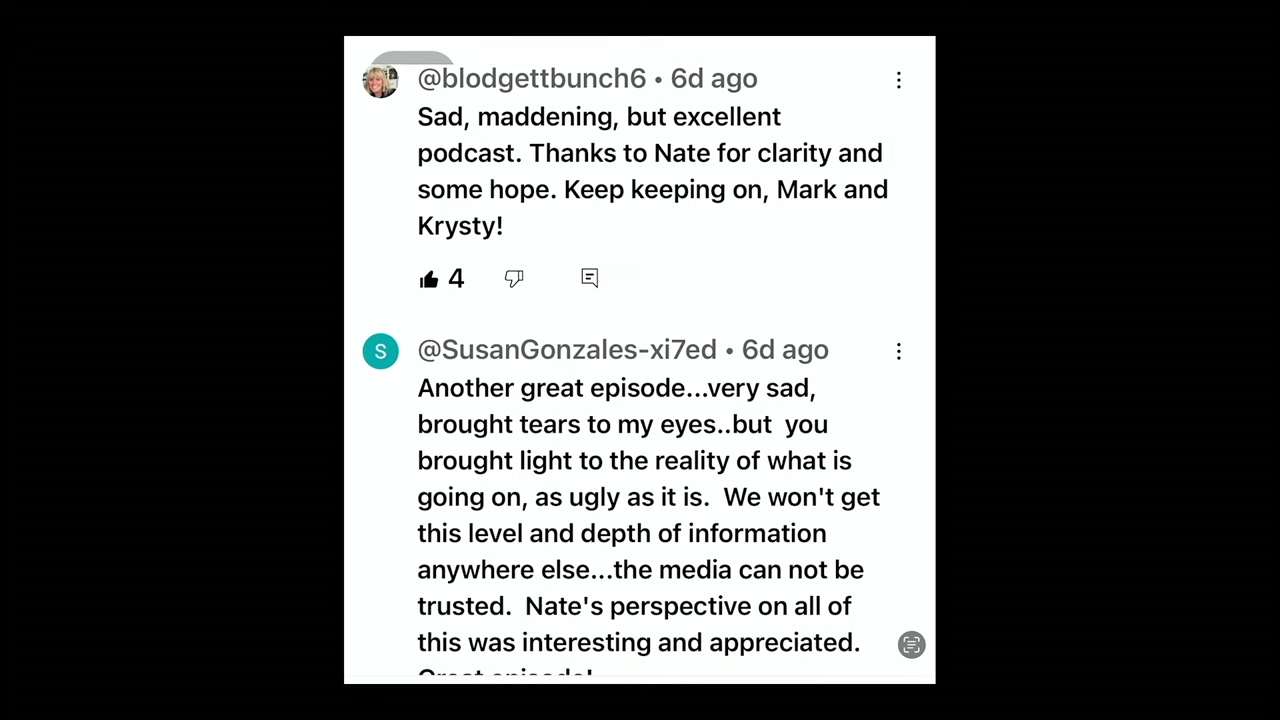 @blodgettbunch6 • 6d ago
Sad, maddening, but excellent
podcast. Thanks to Nate for clarity and
some hope. Keep keeping on, Mark and
Krysty!
4
S
@SusanGonzales-xi7ed • 6d ago
Another great episode...very sad,
brought tears to my eyes..but  you
brought light to the reality of what is
going on, as ugly as it is.  We won't get
this level and depth of information
anywhere else...the media can not be
trusted.  Nate's perspective on all of
this was interesting and appreciated.
Great episode!